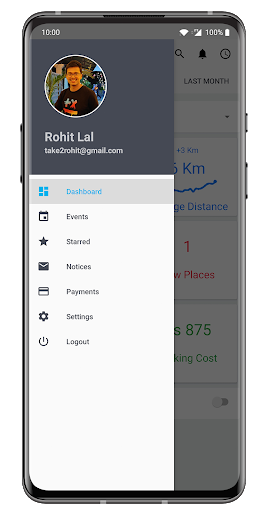 10:00
100%
LAST MONTH
Rohit Lal
take2rohit@gmail.com
+3 Km
6 Km
ge Distance
Dashboard
Events
Starred
Notices
Payments
Settings
Logout
1
w Places
s 875
king Cost